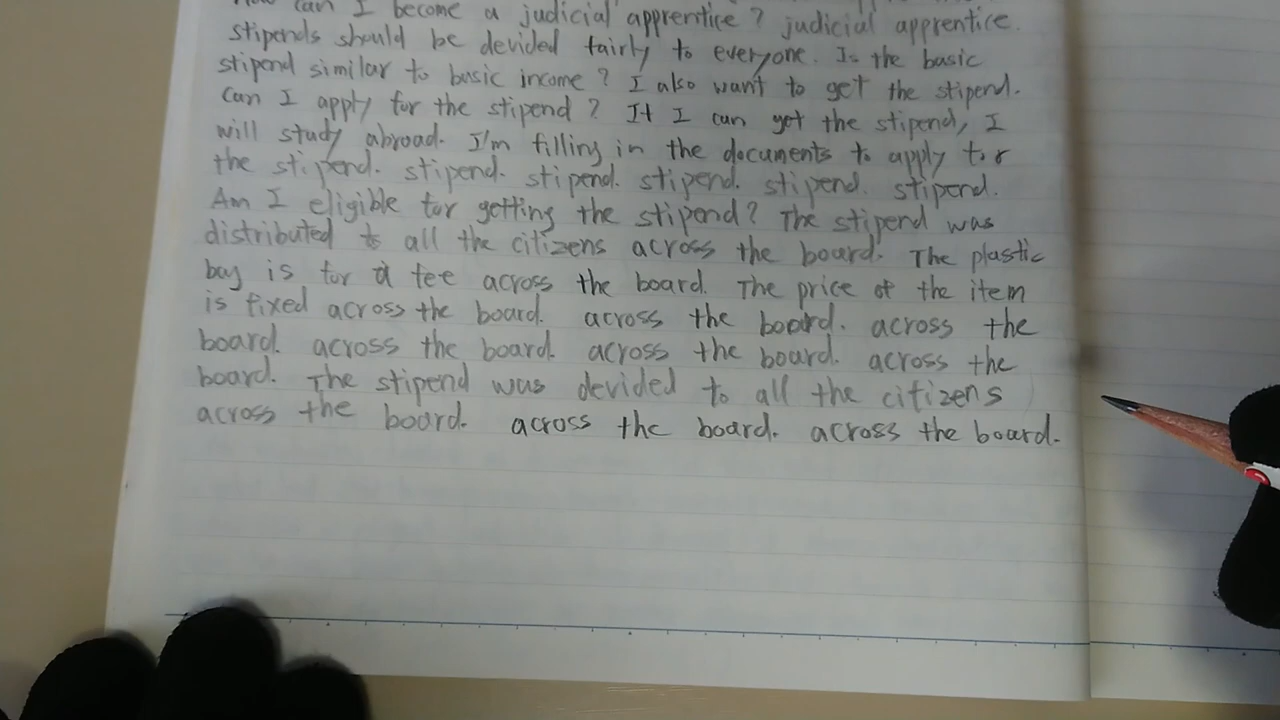 can I become a judicial apprentice? judicial apprentice.
stipends should be devided fairly to everyone. Is the basic
stipend similar to basic income? I also want to get the stipend.
Can I apply for the stipend? If I can get the stipend, I
will study abroad. I'm filling in the documents to apply for
the stipend. stipend. stipend. stipend. stipend. stipend.
Am I eligible for getting the stipend? The stipend was
distributed to all the citizens across the board. The plastic
bag is for a fee across the board. The price of the item
is fixed across the board. across the board. across the
board. across the board. across the board. across the
board. The stipend was devided to all the citizens
across the board. across the board. across the board.